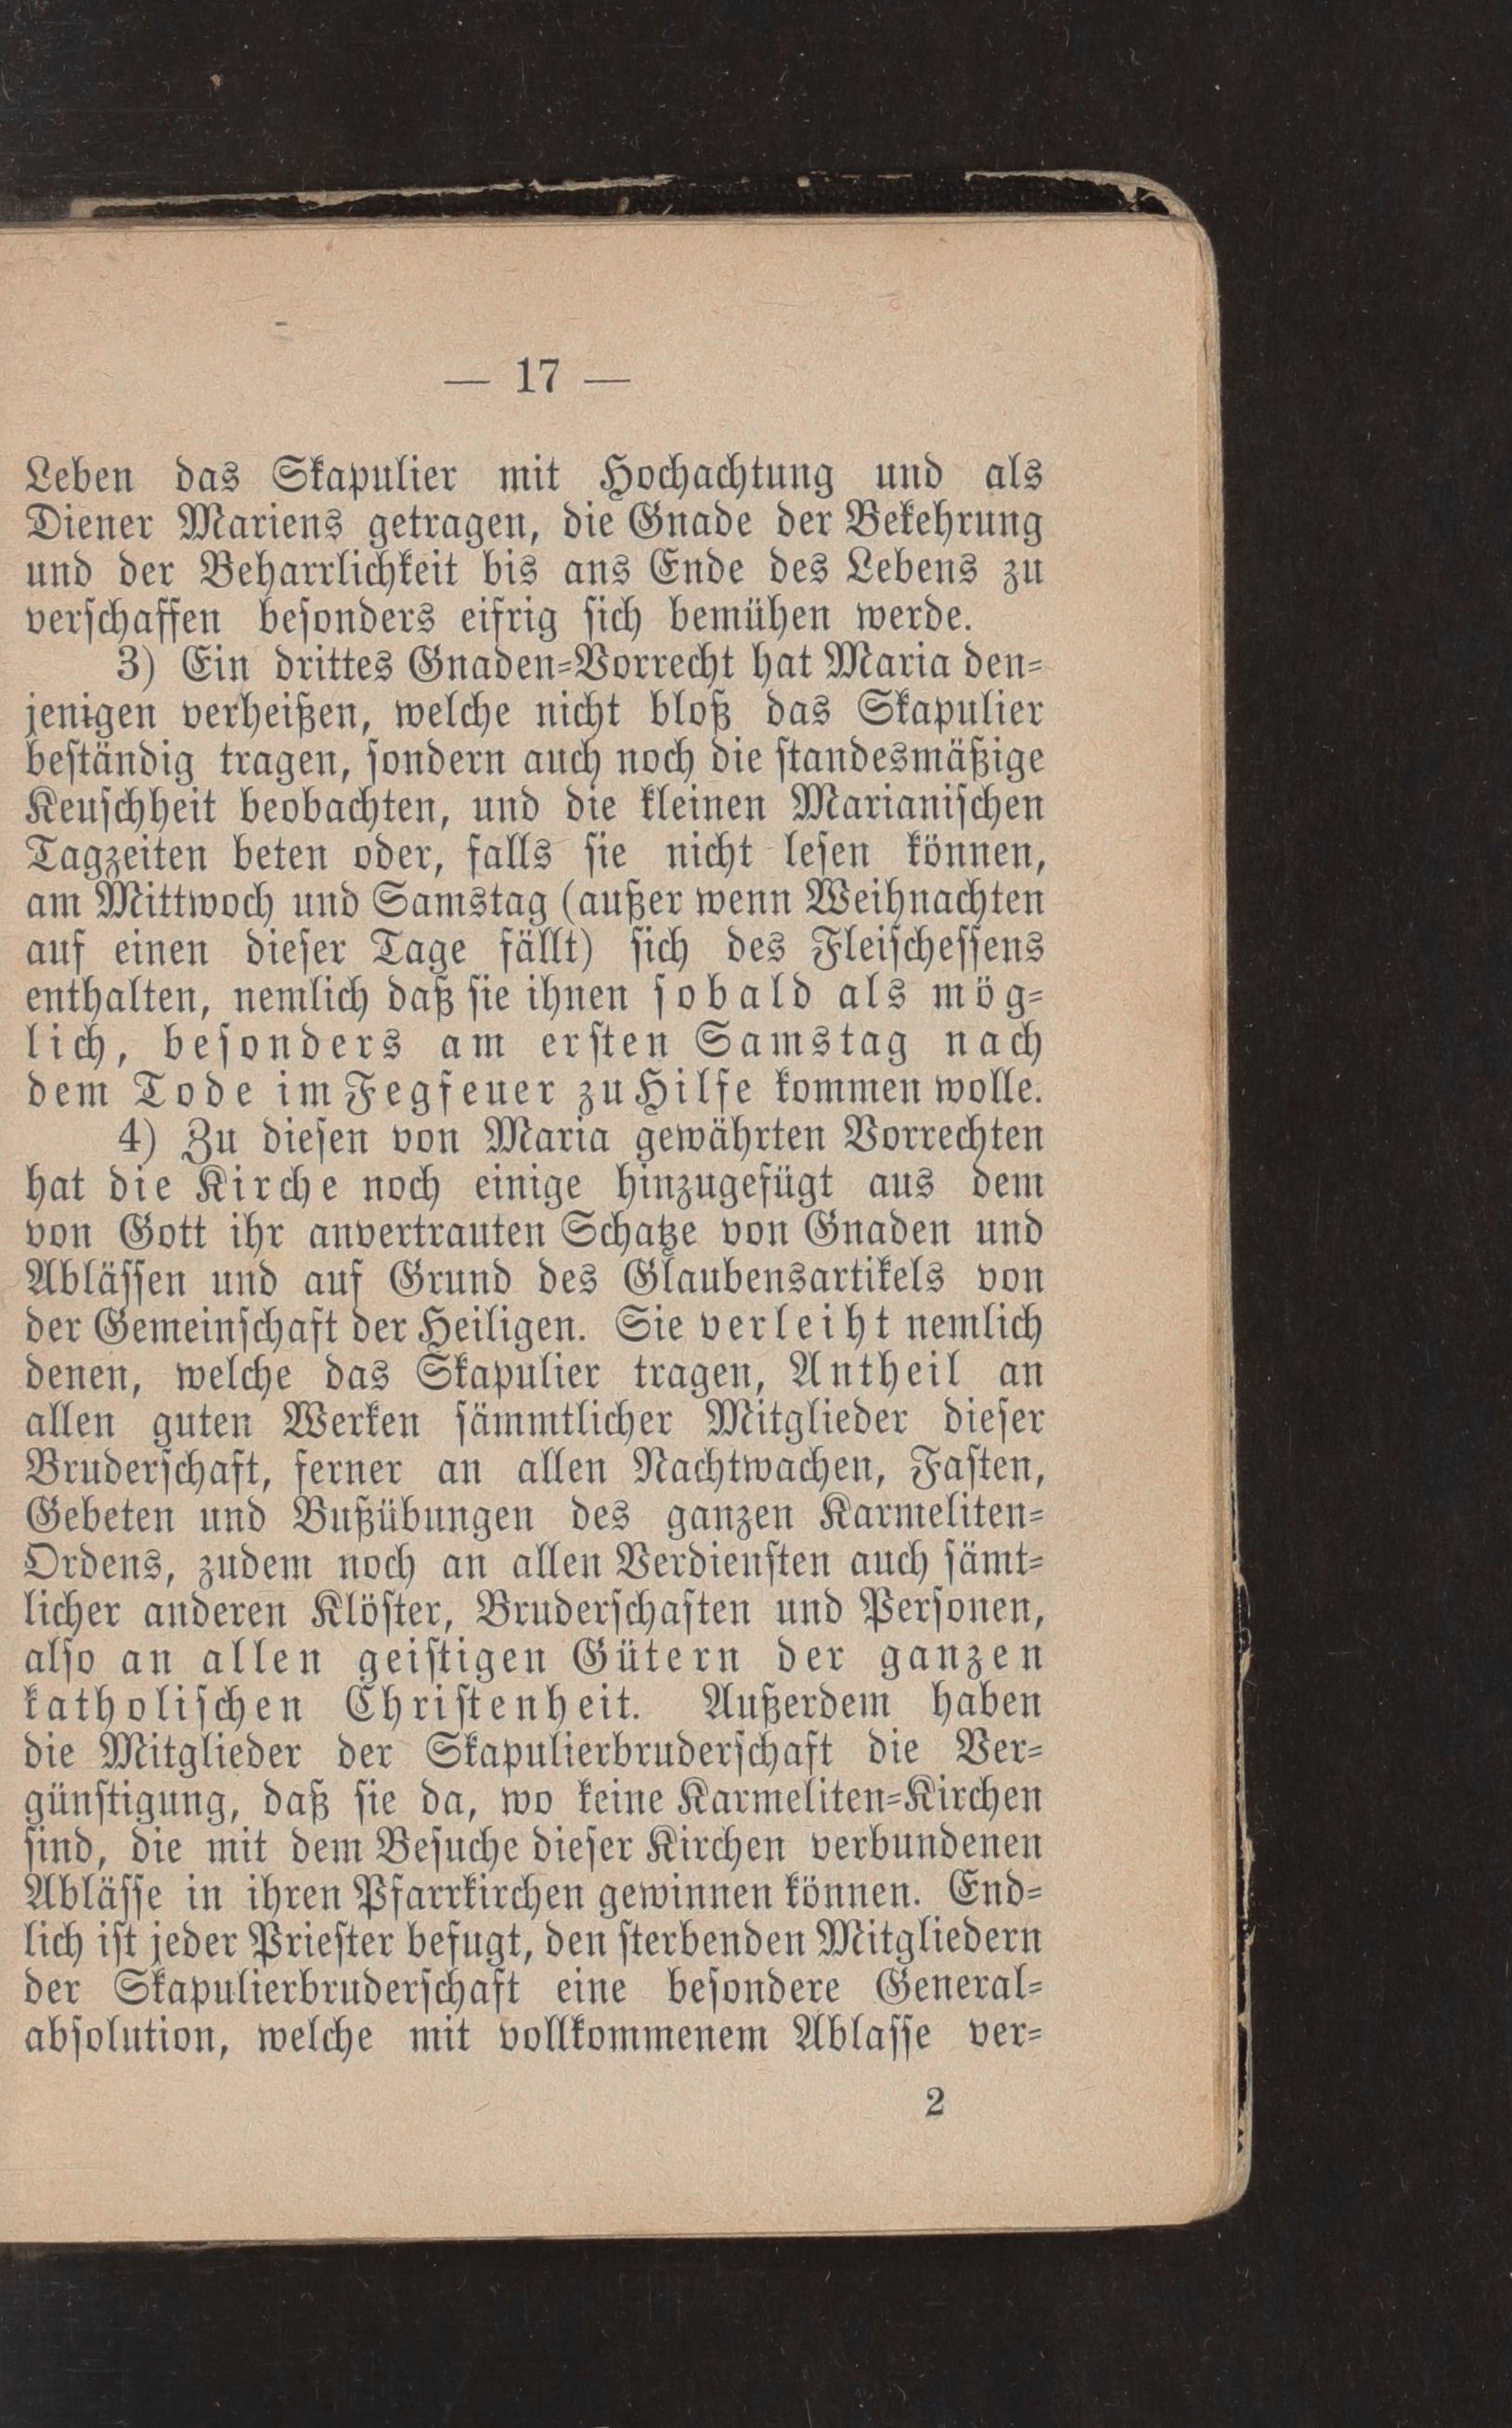 — 17 —
Leben das Skapulier mit Hochachtung und als
Diener Mariens getragen, die Gnade der Bekehrung
und der Beharrlichkeit bis ans Ende des Lebens zu
verschaffen besonders eifrig sich bemühen werde.
3) Ein drittes Gnaden-Vorrecht hat Maria den-
jenigen verheißen, welche nicht bloß das Skapulier
beständig tragen, sondern auch noch die standesmäßige
Keuschheit beobachten, und die kleinen Marianischen
Tagzeiten beten oder, falls sie nicht lesen können,
am Mittwoch und Samstag (außer wenn Weihnachten
auf einen dieser Tage fällt) sich des Fleischessens
enthalten, nemlich daß sie ihnen sobald als mög-
lich, besonders am ersten Samstag nach
dem Tode im Fegfeuer zu Hilfe kommen wolle.
4) Zu diesen von Maria gewährten Vorrechten
hat die Kirche noch einige hinzugefügt aus dem
von Gott ihr anvertrauten Schatze von Gnaden und
Ablässen und auf Grund des Glaubensartikels von
der Gemeinschaft der Heiligen. Sie verleiht nemlich
denen, welche das Skapulier tragen, Antheil an
allen guten Werken sämmtlicher Mitglieder dieser
Bruderschaft, ferner an allen Nachtwachen, Fasten,
Gebeten und Bußübungen des ganzen Karmeliten-
Ordens, zudem noch an allen Verdiensten auch sämt-
licher anderen Klöster, Bruderschaften und Personen,
also an allen geistigen Gütern der ganzen
katholischen Christenheit. Außerdem haben
die Mitglieder der Skapulierbruderschaft die Ver-
günstigung, daß sie da, wo keine Karmeliten-Kirchen
sind, die mit dem Besuche dieser Kirchen verbundenen
Ablässe in ihren Pfarrkirchen gewinnen können. End-
lich ist jeder Priester befugt, den sterbenden Mitgliedern
der Skapulierbruderschaft eine besondere General-
absolution, welche mit vollkommenem Ablasse ver-
2